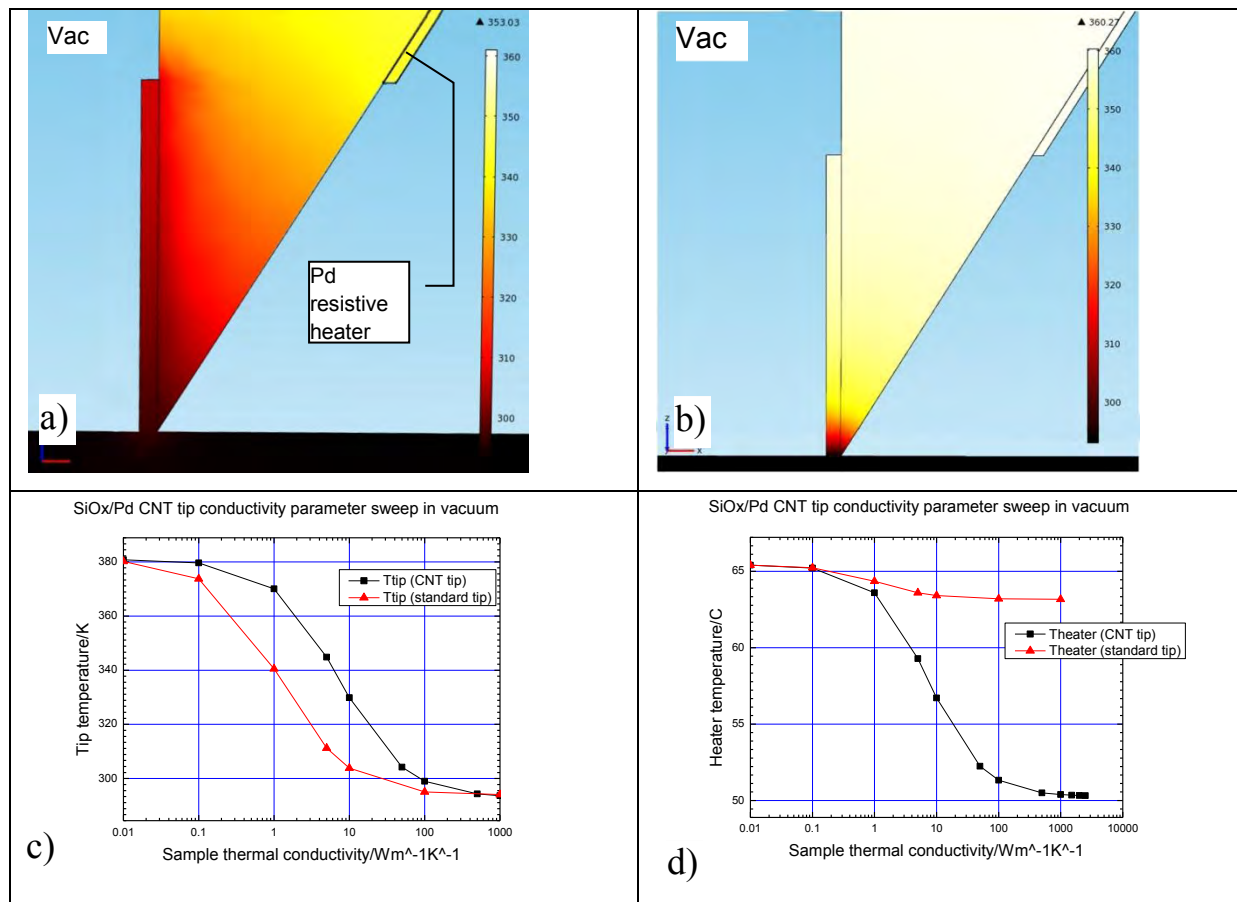 Vac
▲ 353.03
360
350
340
330
320
310
300
Pd
resistive
heater
a)
Vac
▲ 360.27
360
350
340
330
320
310
300
z
x
b)
SiOx/Pd CNT tip conductivity parameter sweep in vacuum
380
360
340
320
300
Tip temperature/K
Ttip (CNT tip)
Ttip (standard tip)
0.01 0.1 1 10 100 1000
Sample thermal conductivity/Wm^-1K^-1
c)
SiOx/Pd CNT tip conductivity parameter sweep in vacuum
65
60
55
50
Heater temperature/C
Theater (CNT tip)
Theater (standard tip)
0.01 0.1 1 10 100 1000 10000
Sample thermal conductivity/Wm^-1K^-1
d)